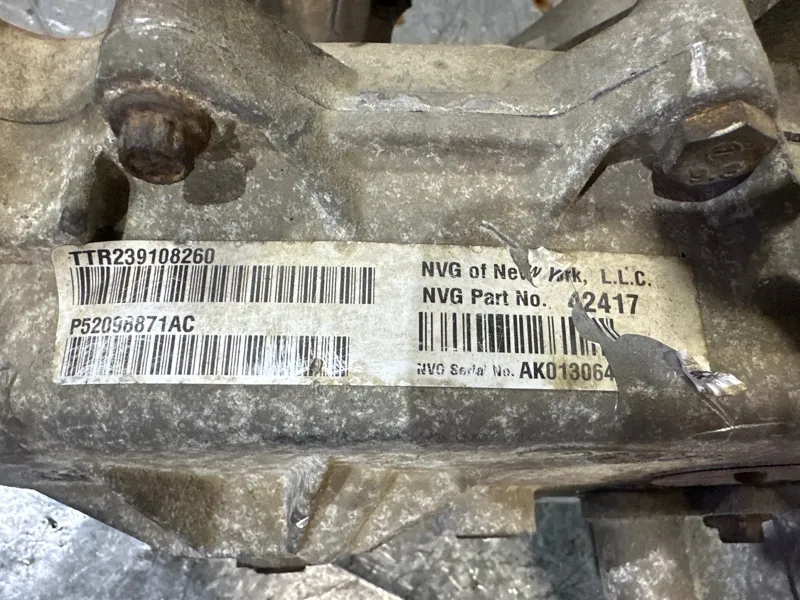 TTR239108260
P52098871AC
NVG of New York, L.L.C.
NVG Part No. 42417
NVG Serial No. AK013064